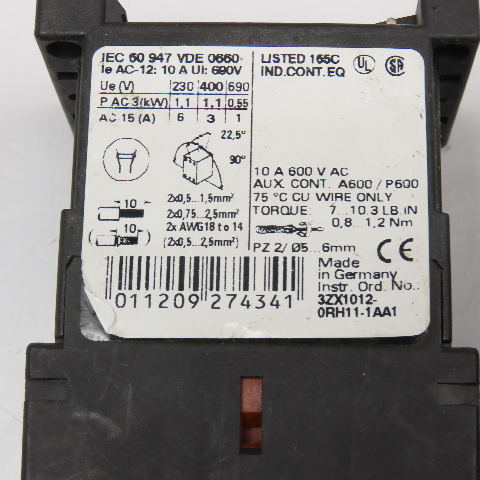 IEC 60 947 VDE 0660-
Ie AC-12: 10 A Ui: 690V
Ue (V) 230 400 690
P AC 3(kW) 1,1 1,1 0,55
AC 15 (A) 6 3 1
22,5°
90°
10 2x0,5...1,5mm²
2x0,75...2,5mm²
10 2x AWG18 to 14
(2x0,5...2,5mm²)
011209 274341
LISTED 165C
IND.CONT.EQ
UL SA
10 A 600 V AC
AUX. CONT. A600 / P600
75 °C CU WIRE ONLY
TORQUE: 7...10.3 LB.IN
0,8...1,2 Nm
PZ 2/ Ø5...6mm
CE
Made
in Germany
Instr. Ord. No.:
3ZX1012-
0RH11-1AA1